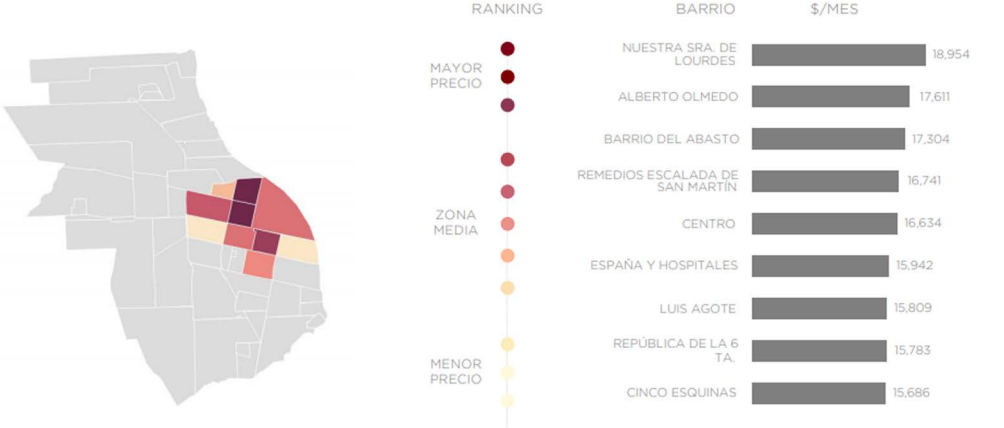 RANKING BARRIO $/MES
MAYOR
PRECIO
ZONA
MEDIA
MENOR
PRECIO
NUESTRA SRA. DE
LOURDES 18,954
ALBERTO OLMEDO 17,611
BARRIO DEL ABASTO 17,304
REMEDIOS ESCALADA DE
SAN MARTÍN 16,741
CENTRO 16,634
ESPAÑA Y HOSPITALES 15,942
LUIS AGOTE 15,809
REPÚBLICA DE LA 6
TA. 15,783
CINCO ESQUINAS 15,686